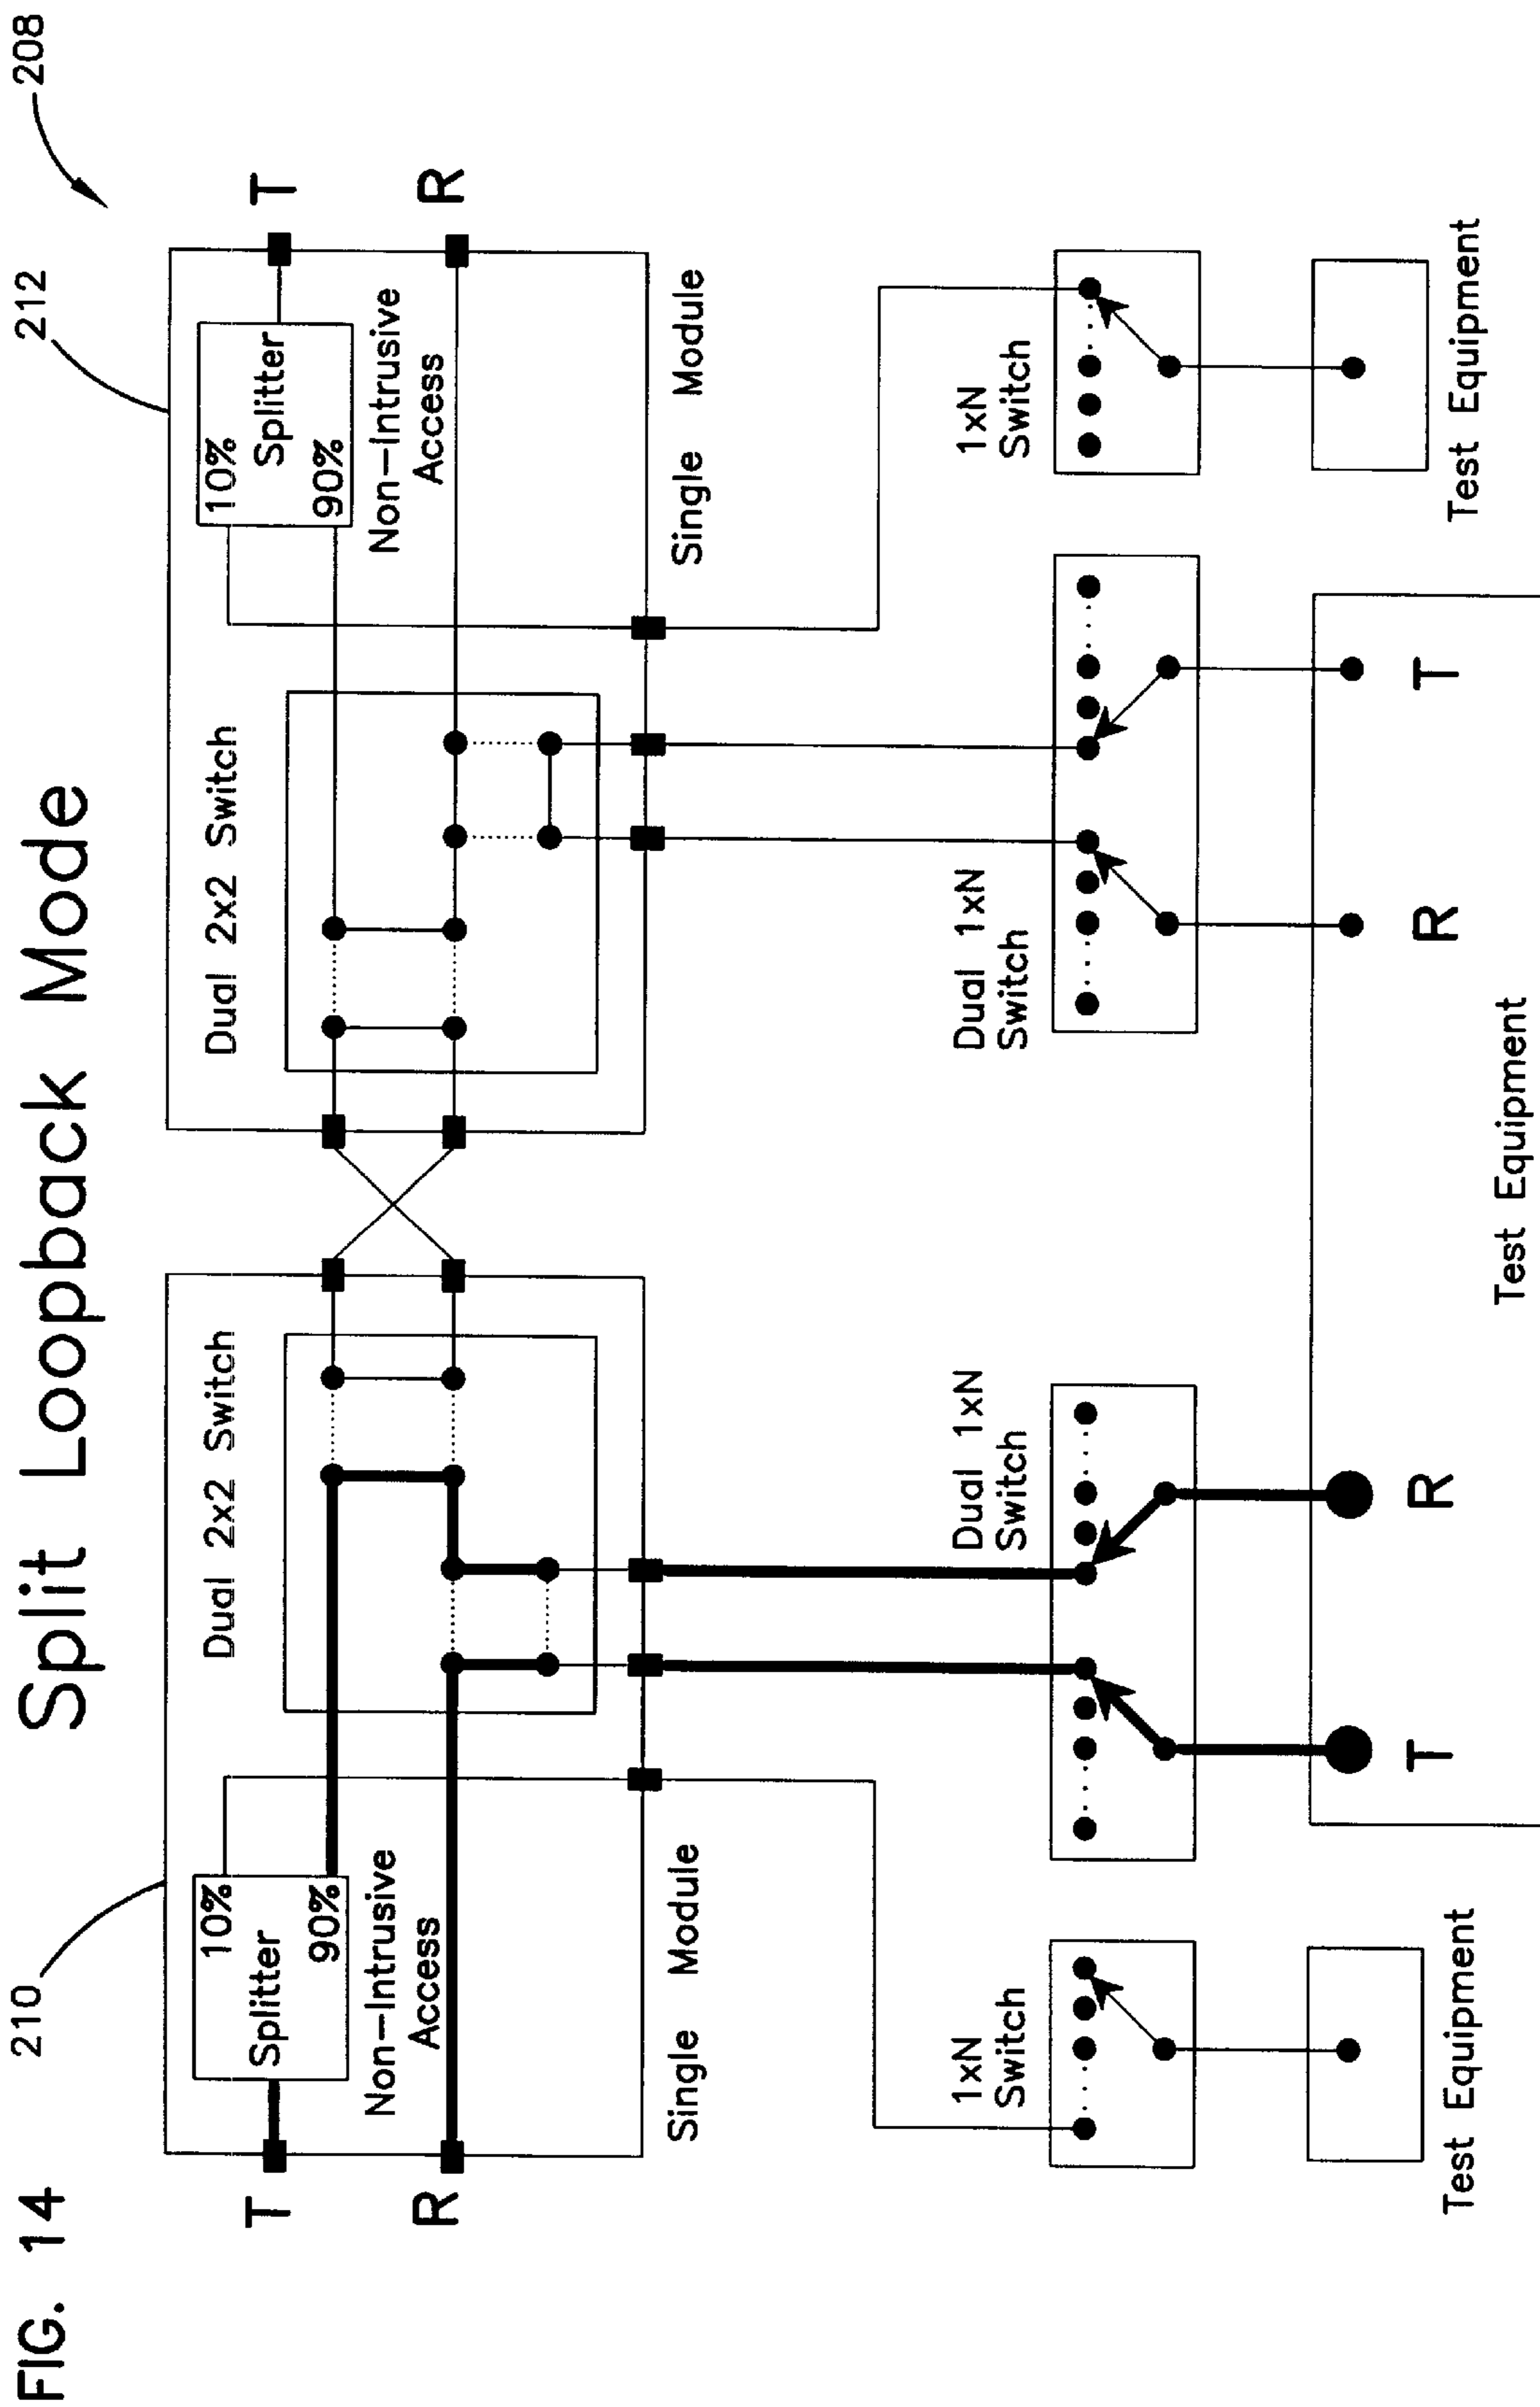 FIG. 14
Split Loopback Mode
208
210
212
T
10%
Splitter
90%
Non-Intrusive
Access
R
Dual 2x2 Switch
Single Module
Dual 2x2 Switch
10%
Splitter
90%
Non-Intrusive
Access
T
R
Single Module
1xN
Switch
Dual 1xN
Switch
Dual 1xN
Switch
1xN
Switch
Test Equipment
T
R
R
T
Test Equipment
Test Equipment